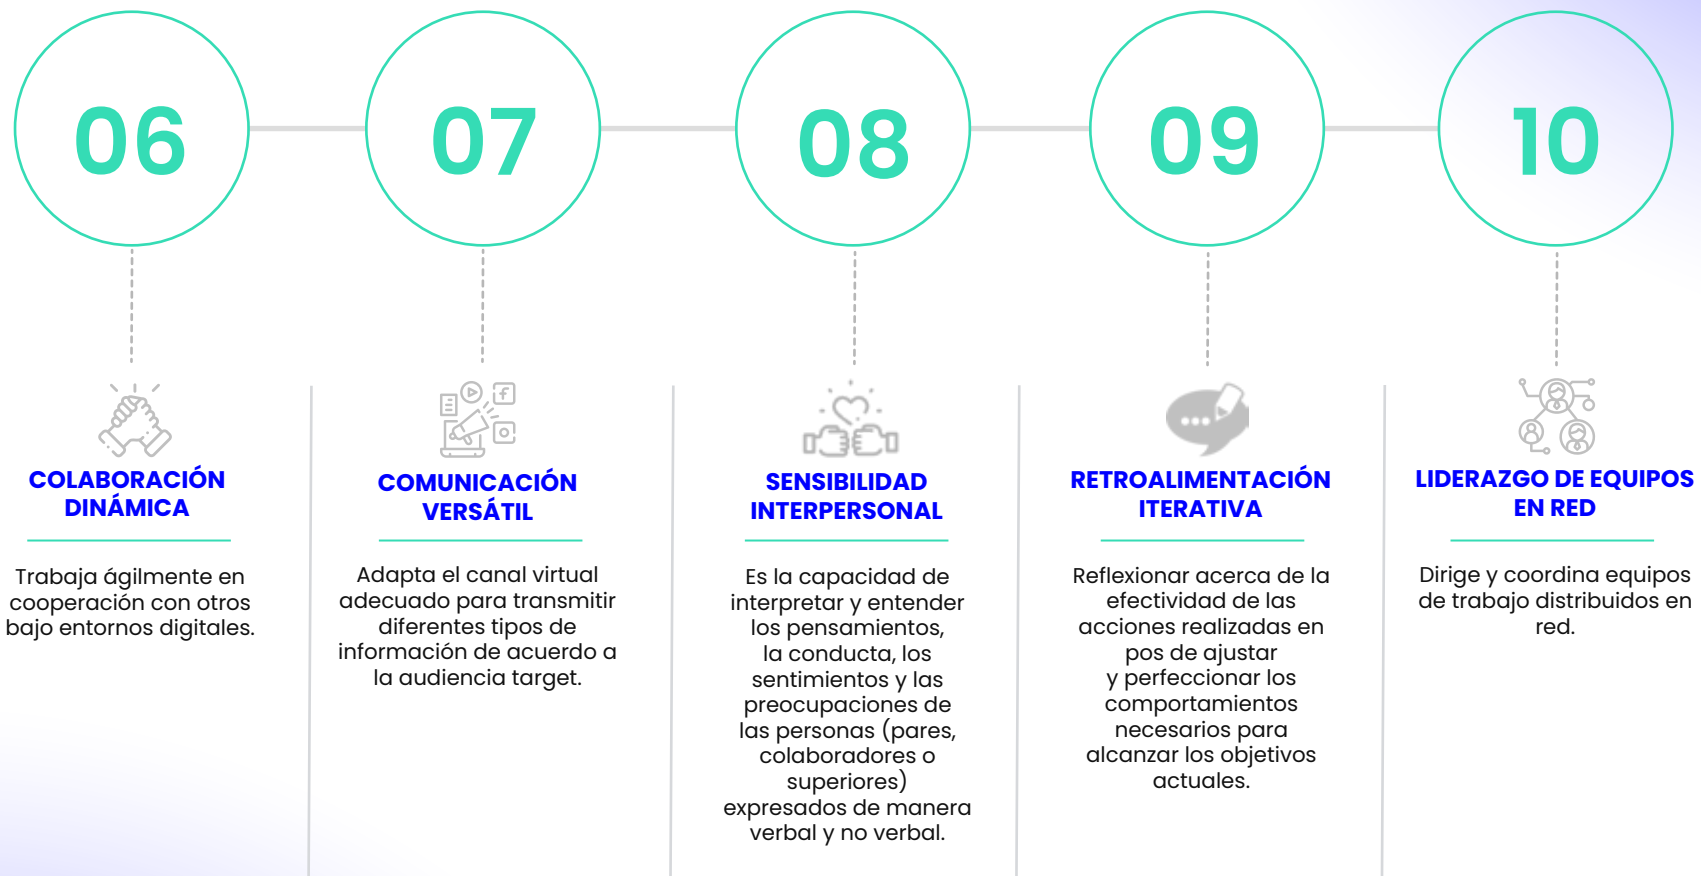 06
07
08
09
10
COLABORACIÓN
DINÁMICA
Trabaja ágilmente en
cooperación con otros
bajo entornos digitales.
COMUNICACIÓN
VERSÁTIL
Adapta el canal virtual
adecuado para transmitir
diferentes tipos de
información de acuerdo a
la audiencia target.
SENSIBILIDAD
INTERPERSONAL
Es la capacidad de
interpretar y entender
los pensamientos,
la conducta, los
sentimientos y las
preocupaciones de
las personas (pares,
colaboradores o
superiores)
expresados de manera
verbal y no verbal.
RETROALIMENTACIÓN
ITERATIVA
Reflexionar acerca de la
efectividad de las
acciones realizadas en
pos de ajustar
y perfeccionar los
comportamientos
necesarios para
alcanzar los objetivos
actuales.
LIDERAZGO DE EQUIPOS
EN RED
Dirige y coordina equipos
de trabajo distribuidos en
red.